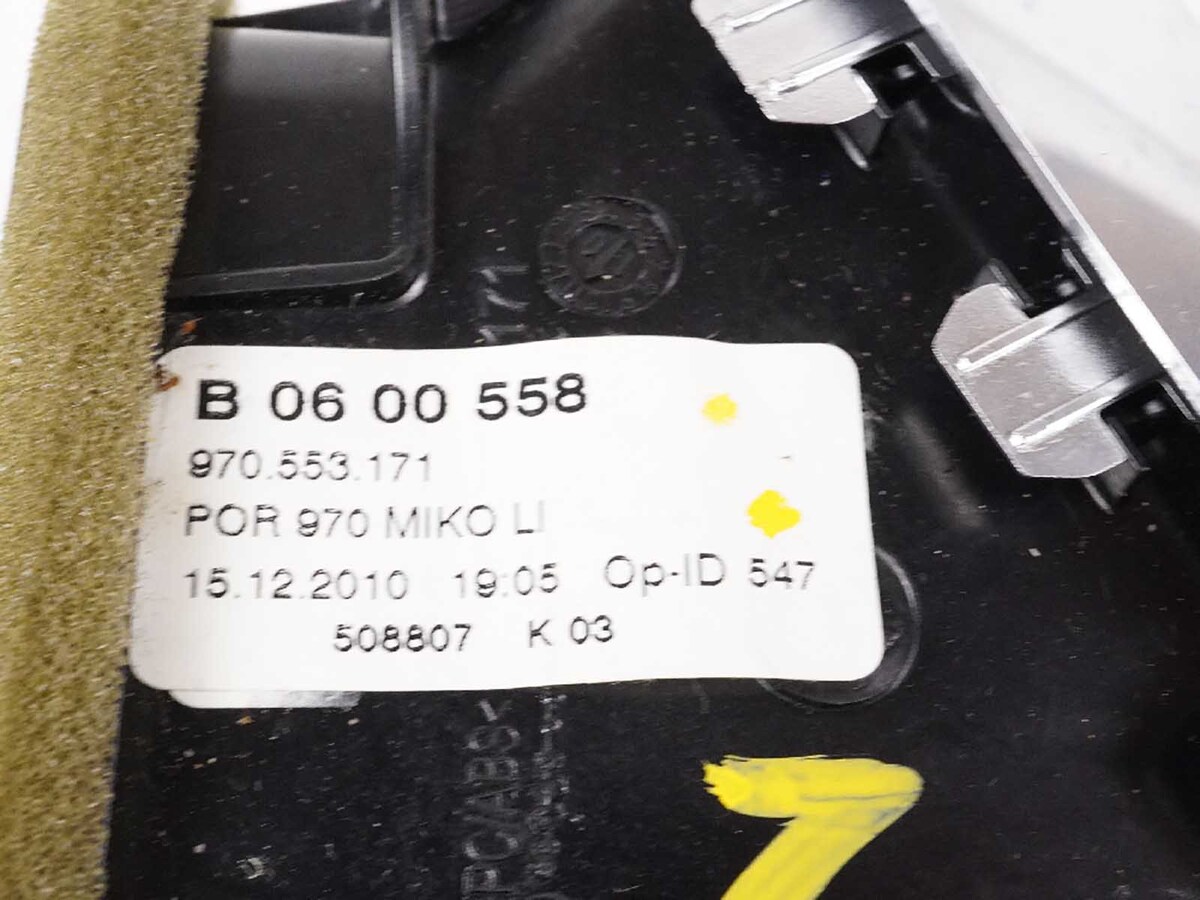 171
B 06 00 558
970.553.171
POR 970 MIKO LI
15.12.2010 19:05 Op-ID 547
508807 K 03